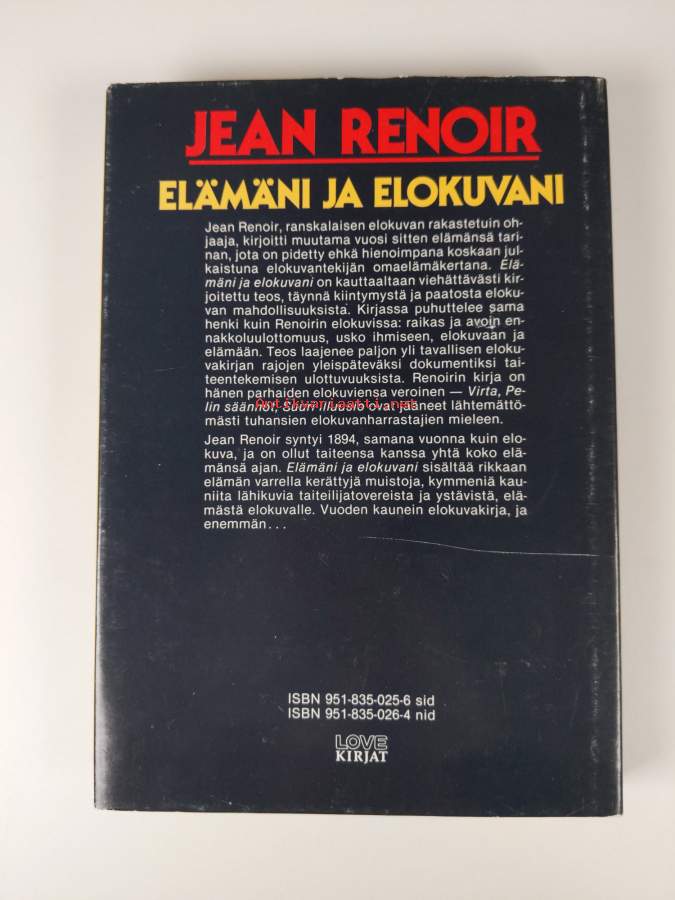 JEAN RENOIR
ELÄMÄNI JA ELOKUVANI
Jean Renoir, ranskalaisen elokuvan rakastetuin oh-
jaaja, kirjoitti muutama vuosi sitten elämänsä tari-
nan, jota on pidetty ehkä hienoimpana koskaan jul-
kaistuna elokuvantekijän omaelämäkertana. Elä-
mäni ja elokuvani on kauttaaltaan viehättävästi kir-
joitettu teos, täynnä kiintymystä ja paatosta eloku-
van mahdollisuuksista. Kirjassa puhuttelee sama
henki kuin Renoirin elokuvissa: raikas ja avoin en-
nakkoluulottomuus, usko ihmiseen, elokuvaan ja
elämään. Teos laajenee paljon yli tavallisen eloku-
vakirjan rajojen yleispäteväksi dokumentiksi tai-
teentekemisen ulottuvuuksista. Renoirin kirja on
hänen parhaiden elokuviensa veroinen — Virta, Pe-
Antikvariaatti.net
lin säännöt, Suuri illuusio ovat jääneet lähtemättö-
mästi tuhansien elokuvanharrastajien mieleen.
Jean Renoir syntyi 1894, samana vuonna kuin elo-
kuva, ja on ollut taiteensa kanssa yhtä koko elä-
mänsä ajan. Elämäni ja elokuvani sisältää rikkaan
elämän varrella kerättyjä muistoja, kymmeniä kau-
niita lähikuvia taiteilijatovereista ja ystävistä, elä-
mästä elokuvalle. Vuoden kaunein elokuvakirja, ja
enemmän...
ISBN 951-835-025-6 sid
ISBN 951-835-026-4 nid
LOVE
KIRJAT